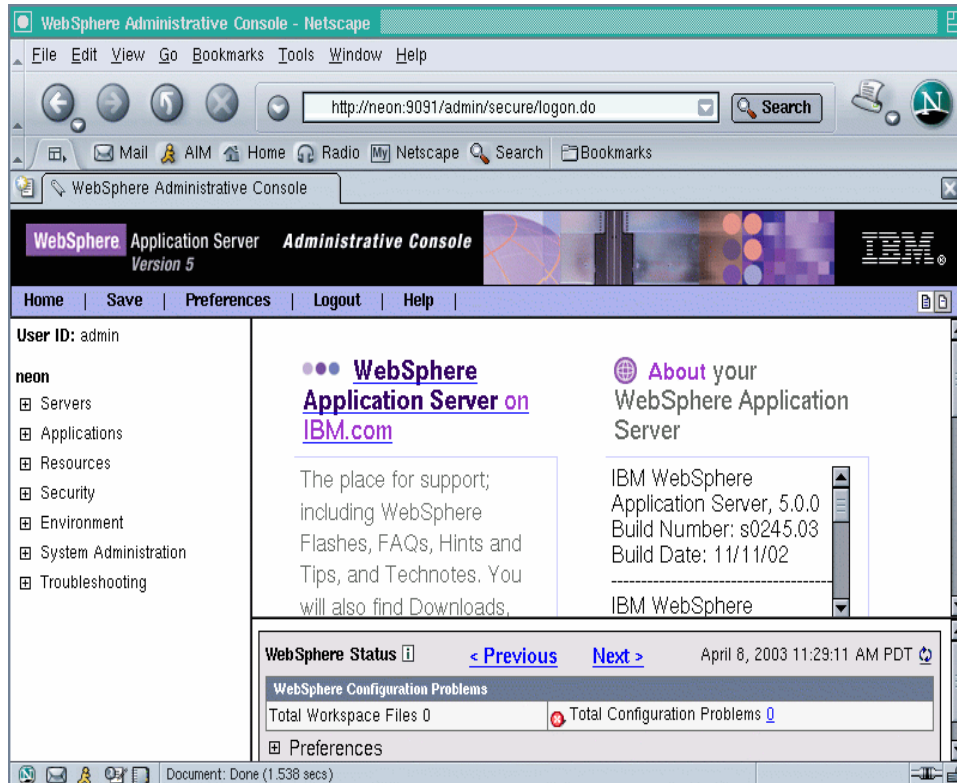 WebSphere Administrative Console - Netscape
File Edit View Go Bookmarks Tools Window Help
http://neon:9091/admin/secure/logon.do
Search
N
Mail AIM Home Radio My Netscape Search Bookmarks
WebSphere Administrative Console
WebSphere Application Server Administrative Console
Version 5
IBM®
Home | Save | Preferences | Logout | Help |
User ID: admin
neon
Servers
Applications
Resources
Security
Environment
System Administration
Troubleshooting
WebSphere
Application Server on
IBM.com
The place for support;
including WebSphere
Flashes, FAQs, Hints and
Tips, and Technotes. You
will also find Downloads,
About your
WebSphere Application
Server
IBM WebSphere
Application Server, 5.0.0
Build Number: s0245.03
Build Date: 11/11/02
----------------------------------------
IBM WebSphere
WebSphere Status i < Previous Next > April 8, 2003 11:29:11 AM PDT
WebSphere Configuration Problems
Total Workspace Files 0 Total Configuration Problems 0
Preferences
Document: Done (1.538 secs)